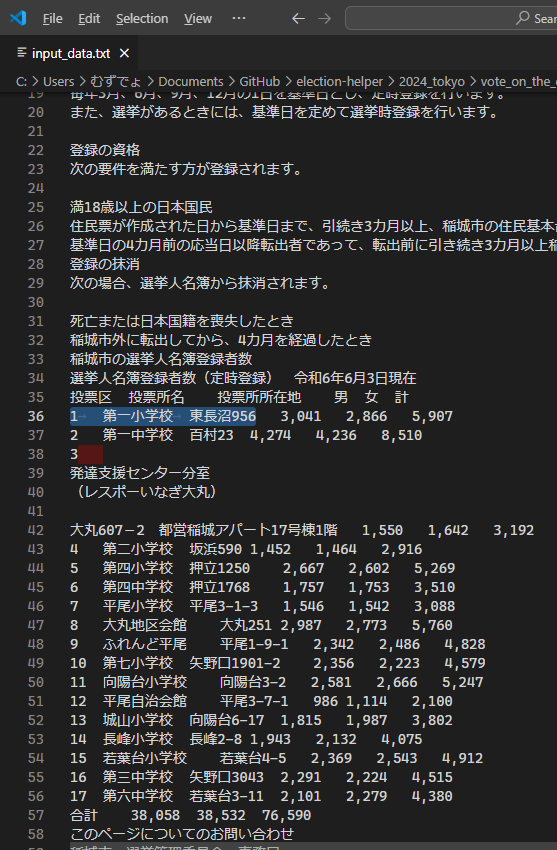 File Edit Selection View ··· ← → Sear
input_data.txt ×
C: > Users > むずでょ > Documents > GitHub > election-helper > 2024_tokyo > vote_on_the_
19 毎年3月、6月、9月、12月の1日を基準日とし、定時登録を行います。
20 また、選挙があるときには、基準日を定めて選挙時登録を行います。
21
22 登録の資格
23 次の要件を満たす方が登録されます。
24
25 満18歳以上の日本国民
26 住民票が作成された日から基準日まで、引続き3カ月以上、稲城市の住民基本
27 基準日の4カ月前の応当日以降転出者であって、転出前に引き続き3カ月以上稲
28 登録の抹消
29 次の場合、選挙人名簿から抹消されます。
30
31 死亡または日本国籍を喪失したとき
32 稲城市外に転出してから、4カ月を経過したとき
33 稲城市の選挙人名簿登録者数
34 選挙人名簿登録者数（定時登録） 令和6年6月3日現在
35 投票区 投票所名 投票所所在地 男 女 計
36 1 第一小学校 東長沼956 3,041 2,866 5,907
37 2 第一中学校 百村23 4,274 4,236 8,510
38 3
39 発達支援センター分室
40 （レスポーいなぎ大丸）
41
42 大丸607－2 都営稲城アパート17号棟1階 1,550 1,642 3,192
43 4 第二小学校 坂浜590 1,452 1,464 2,916
44 5 第四小学校 押立1250 2,667 2,602 5,269
45 6 第四中学校 押立1768 1,757 1,753 3,510
46 7 平尾小学校 平尾3-1-3 1,546 1,542 3,088
47 8 大丸地区会館 大丸251 2,987 2,773 5,760
48 9 ふれんど平尾 平尾1-9-1 2,342 2,486 4,828
49 10 第七小学校 矢野口1901-2 2,356 2,223 4,579
50 11 向陽台小学校 向陽台3-2 2,581 2,666 5,247
51 12 平尾自治会館 平尾3-7-1 986 1,114 2,100
52 13 城山小学校 向陽台6-17 1,815 1,987 3,802
53 14 長峰小学校 長峰2-8 1,943 2,132 4,075
54 15 若葉台小学校 若葉台4-5 2,369 2,543 4,912
55 16 第三中学校 矢野口3043 2,291 2,224 4,515
56 17 第六中学校 若葉台3-11 2,101 2,279 4,380
57 合計 38,058 38,532 76,590
58 このページについてのお問い合わせ